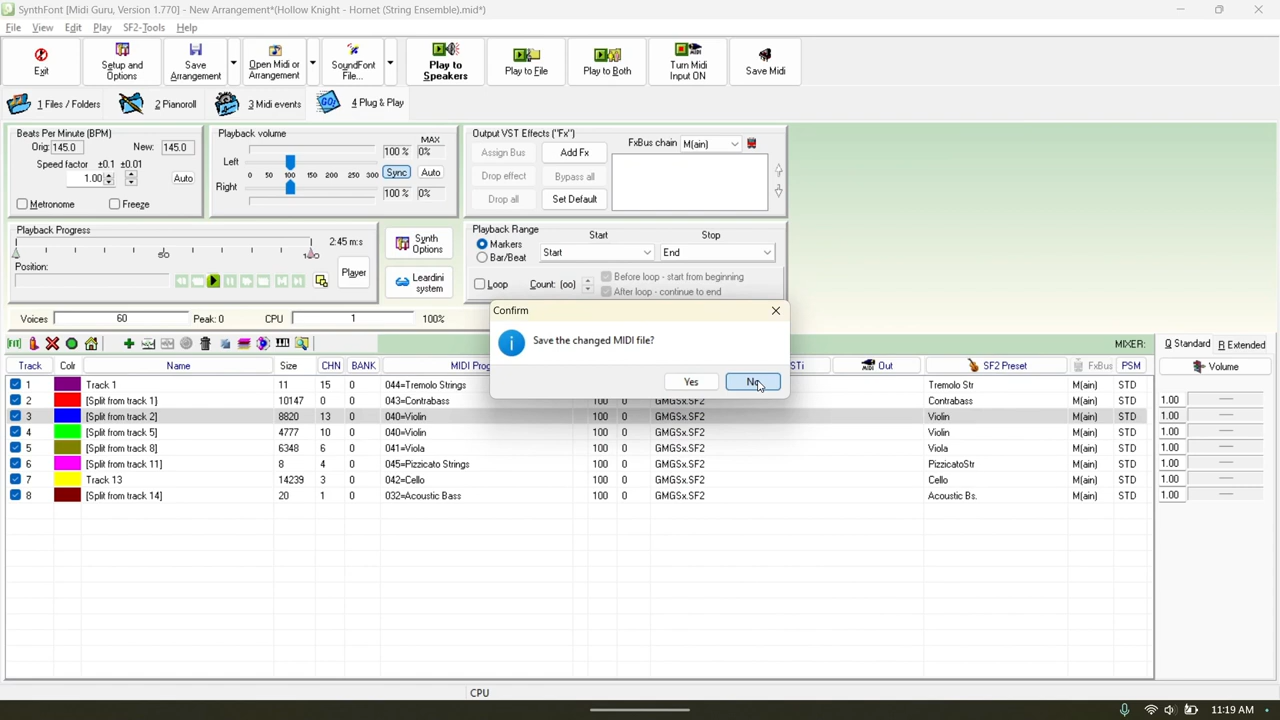 SynthFont [Midi Guru, Version 1.770] - New Arrangement*(Hollow Knight - Hornet (String Ensemble).mid*)
File View Edit Play SF2-Tools Help
Exit Setup and Options Save Arrangement Open Midi or Arrangement SoundFont File... Play to Speakers Play to File Play to Both Turn Midi Input ON Save Midi
1 Files / Folders 2 Pianoroll 3 Midi events GO! 4 Plug & Play
Beats Per Minute (BPM) Playback volume MAX Output VST Effects ("Fx")
Orig: 145.0 New: 145.0 100 % 0% Assign Bus Add Fx FxBus chain M(ain)
Speed factor ±0.1 ±0.01 Left
1.00 Auto 0 50 100 150 200 250 300 Sync Auto Drop effect Bypass all
Right 100 % 0%
Metronome Freeze Drop all Set Default
Playback Progress Synth Options Playback Range Start Stop
2:45 m:s Markers Start End
50 100 Bar/Beat
Position: Player Leardini system Loop Count: (oo) Before loop - start from beginning
After loop - continue to end
Voices 60 Peak: 0 CPU 1 100%
Confirm
Save the changed MIDI file?
Yes No
MIXER: R Standard R Extended
Track Colr Name Size CHN BANK MIDI Prog STi Out SF2 Preset FxBus PSM Volume
1 Track 1 11 15 0 044=Tremolo Strings Tremolo Str M(ain) STD
2 [Split from track 1} 10147 0 0 043=Contrabass 100 0 GMGSx.SF2 Contrabass M(ain) STD 1.00
3 [Split from track 2] 8820 13 0 040=Violin 100 0 GMGSx.SF2 Violin M(ain) STD 1.00
4 [Split from track 5] 4777 10 0 040=Violin 100 0 GMGSx.SF2 Violin M(ain) STD 1.00
5 [Split from track 8] 6348 6 0 041=Viola 100 0 GMGSx.SF2 Viola M(ain) STD 1.00
6 [Split from track 11] 8 4 0 045=Pizzicato Strings 100 0 GMGSx.SF2 PizzicatoStr M(ain) STD 1.00
7 Track 13 14239 3 0 042=Cello 100 0 GMGSx.SF2 Cello M(ain) STD 1.00
8 [Split from track 14] 20 1 0 032=Acoustic Bass 100 0 GMGSx.SF2 Acoustic Bs. M(ain) STD 1.00
CPU
11:19 AM